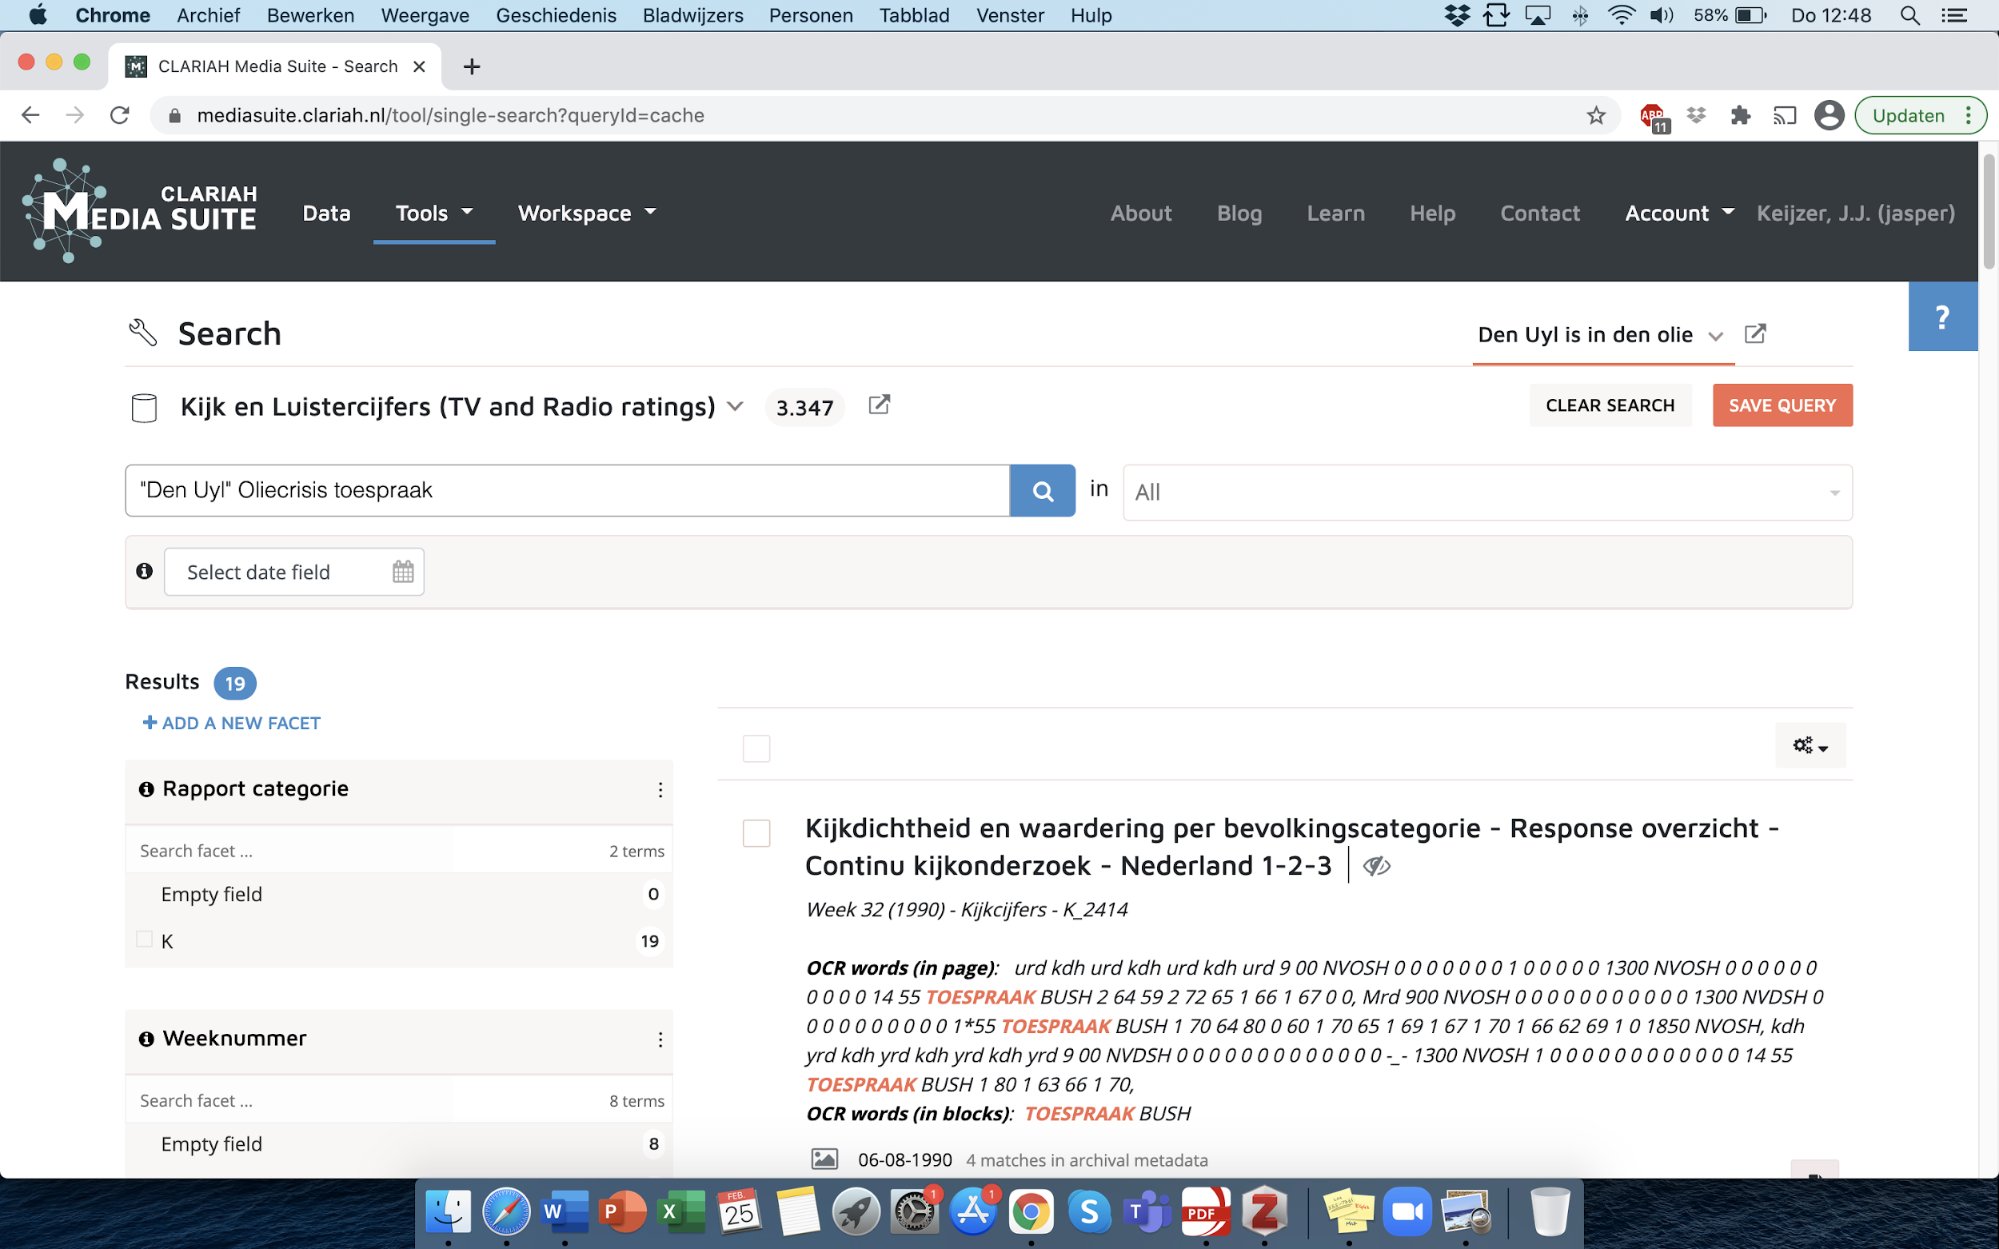 Chrome Archief Bewerken Weergave Geschiedenis Bladwijzers Personen Tabblad Venster Hulp 58% Do 12:48
CLARIAH Media Suite - Search
mediasuite.clariah.nl/tool/single-search?queryId=cache ABP 11 Updaten
CLARIAH
MEDIA SUITE
Data Tools Workspace About Blog Learn Help Contact Account Keijzer, J.J. (jasper)
Search Den Uyl is in den olie ?
Kijk en Luistercijfers (TV and Radio ratings) 3.347 CLEAR SEARCH SAVE QUERY
"Den Uyl" Oliecrisis toespraak in All
Select date field
Results 19
+ ADD A NEW FACET
Rapport categorie
Search facet ... 2 terms
Empty field 0
K 19
Weeknummer
Search facet ... 8 terms
Empty field 8
Kijkdichtheid en waardering per bevolkingscategorie - Response overzicht -
Continu kijkonderzoek - Nederland 1-2-3
Week 32 (1990) - Kijkcijfers - K_2414
OCR words (in page): urd kdh urd kdh urd kdh urd 9 00 NVOSH 0 0 0 0 0 0 0 1 0 0 0 0 0 1300 NVOSH 0 0 0 0 0 0
0 0 0 0 14 55 TOESPRAAK BUSH 2 64 59 2 72 65 1 66 1 67 0 0, Mrd 900 NVOSH 0 0 0 0 0 0 0 0 0 0 0 1300 NVDSH 0
0 0 0 0 0 0 0 0 0 1*55 TOESPRAAK BUSH 1 70 64 80 0 60 1 70 65 1 69 1 67 1 70 1 66 62 69 1 0 1850 NVOSH, kdh
yrd kdh yrd kdh yrd kdh yrd 9 00 NVDSH 0 0 0 0 0 0 0 0 0 0 0 0 0 -_- 1300 NVOSH 1 0 0 0 0 0 0 0 0 0 0 0 0 14 55
TOESPRAAK BUSH 1 80 1 63 66 1 70,
OCR words (in blocks): TOESPRAAK BUSH
06-08-1990 4 matches in archival metadata
W P X FEB. 25 1 1 S T PDF Z